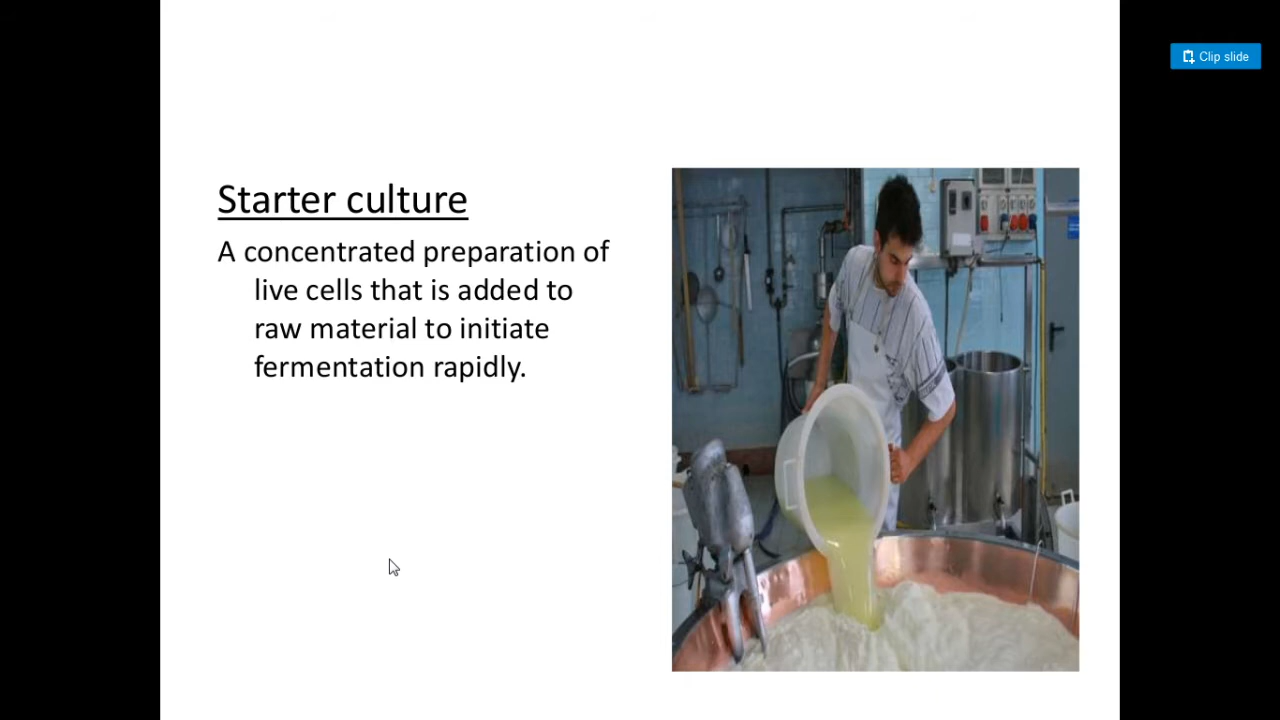 Clip slide
Starter culture
A concentrated preparation of
live cells that is added to
raw material to initiate
fermentation rapidly.